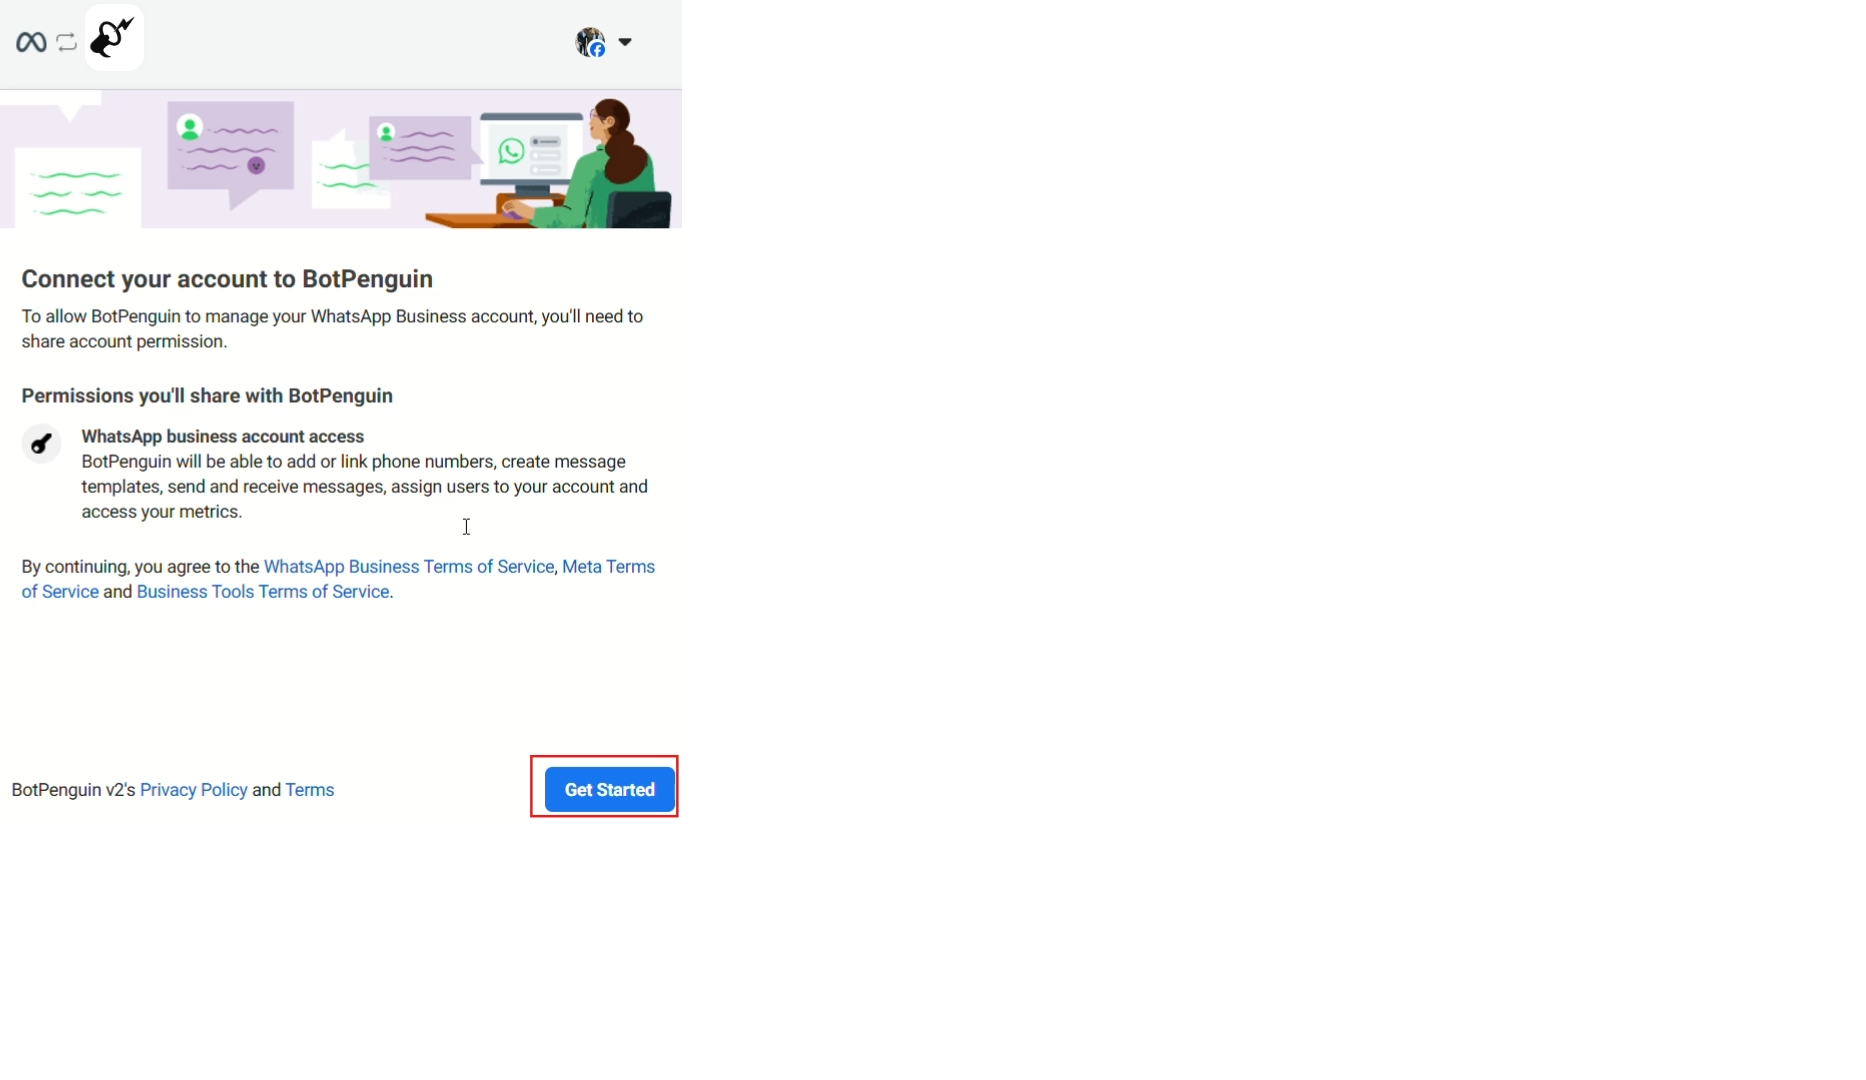 Connect your account to BotPenguin
To allow BotPenguin to manage your WhatsApp Business account, you'll need to
share account permission.
Permissions you'll share with BotPenguin
WhatsApp business account access
BotPenguin will be able to add or link phone numbers, create message
templates, send and receive messages, assign users to your account and
access your metrics.
By continuing, you agree to the WhatsApp Business Terms of Service, Meta Terms
of Service and Business Tools Terms of Service.
BotPenguin v2's Privacy Policy and Terms
Get Started